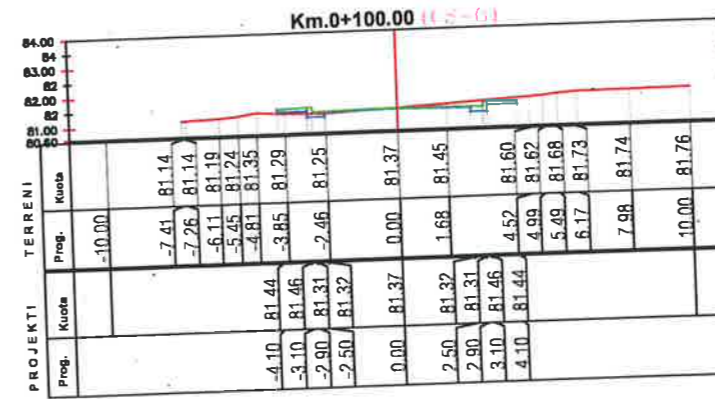 Km.0+100.00 (CS-6)
84.00
84
83.00
82
82.00
82
81.00
80.60
TERRENI
Kuota
81.14 81.14 81.19 81.24 81.35 81.29 81.25 81.37 81.45 81.60 81.62 81.68 81.73 81.74 81.76
Prog.
-10.00 -7.41 -7.26 -6.11 -5.45 -4.81 -3.85 -2.46 0.00 1.68 4.52 4.99 5.49 6.17 7.98 10.00
PROJEKTI
Kuota
81.44 81.46 81.31 81.32 81.37 81.32 81.31 81.46 81.44
Prog.
-4.10 -3.10 -2.90 -2.50 0.00 2.50 2.90 3.10 4.10